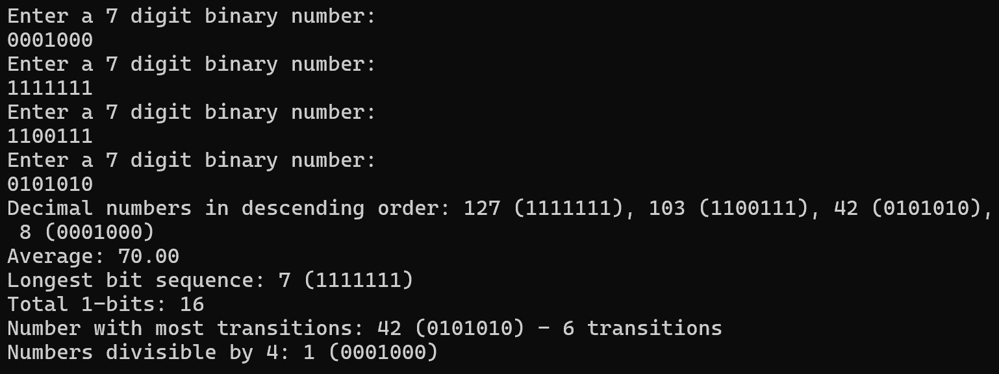 Enter a 7 digit binary number:
0001000
Enter a 7 digit binary number:
1111111
Enter a 7 digit binary number:
1100111
Enter a 7 digit binary number:
0101010
Decimal numbers in descending order: 127 (1111111), 103 (1100111), 42 (0101010),
 8 (0001000)
Average: 70.00
Longest bit sequence: 7 (1111111)
Total 1-bits: 16
Number with most transitions: 42 (0101010) - 6 transitions
Numbers divisible by 4: 1 (0001000)